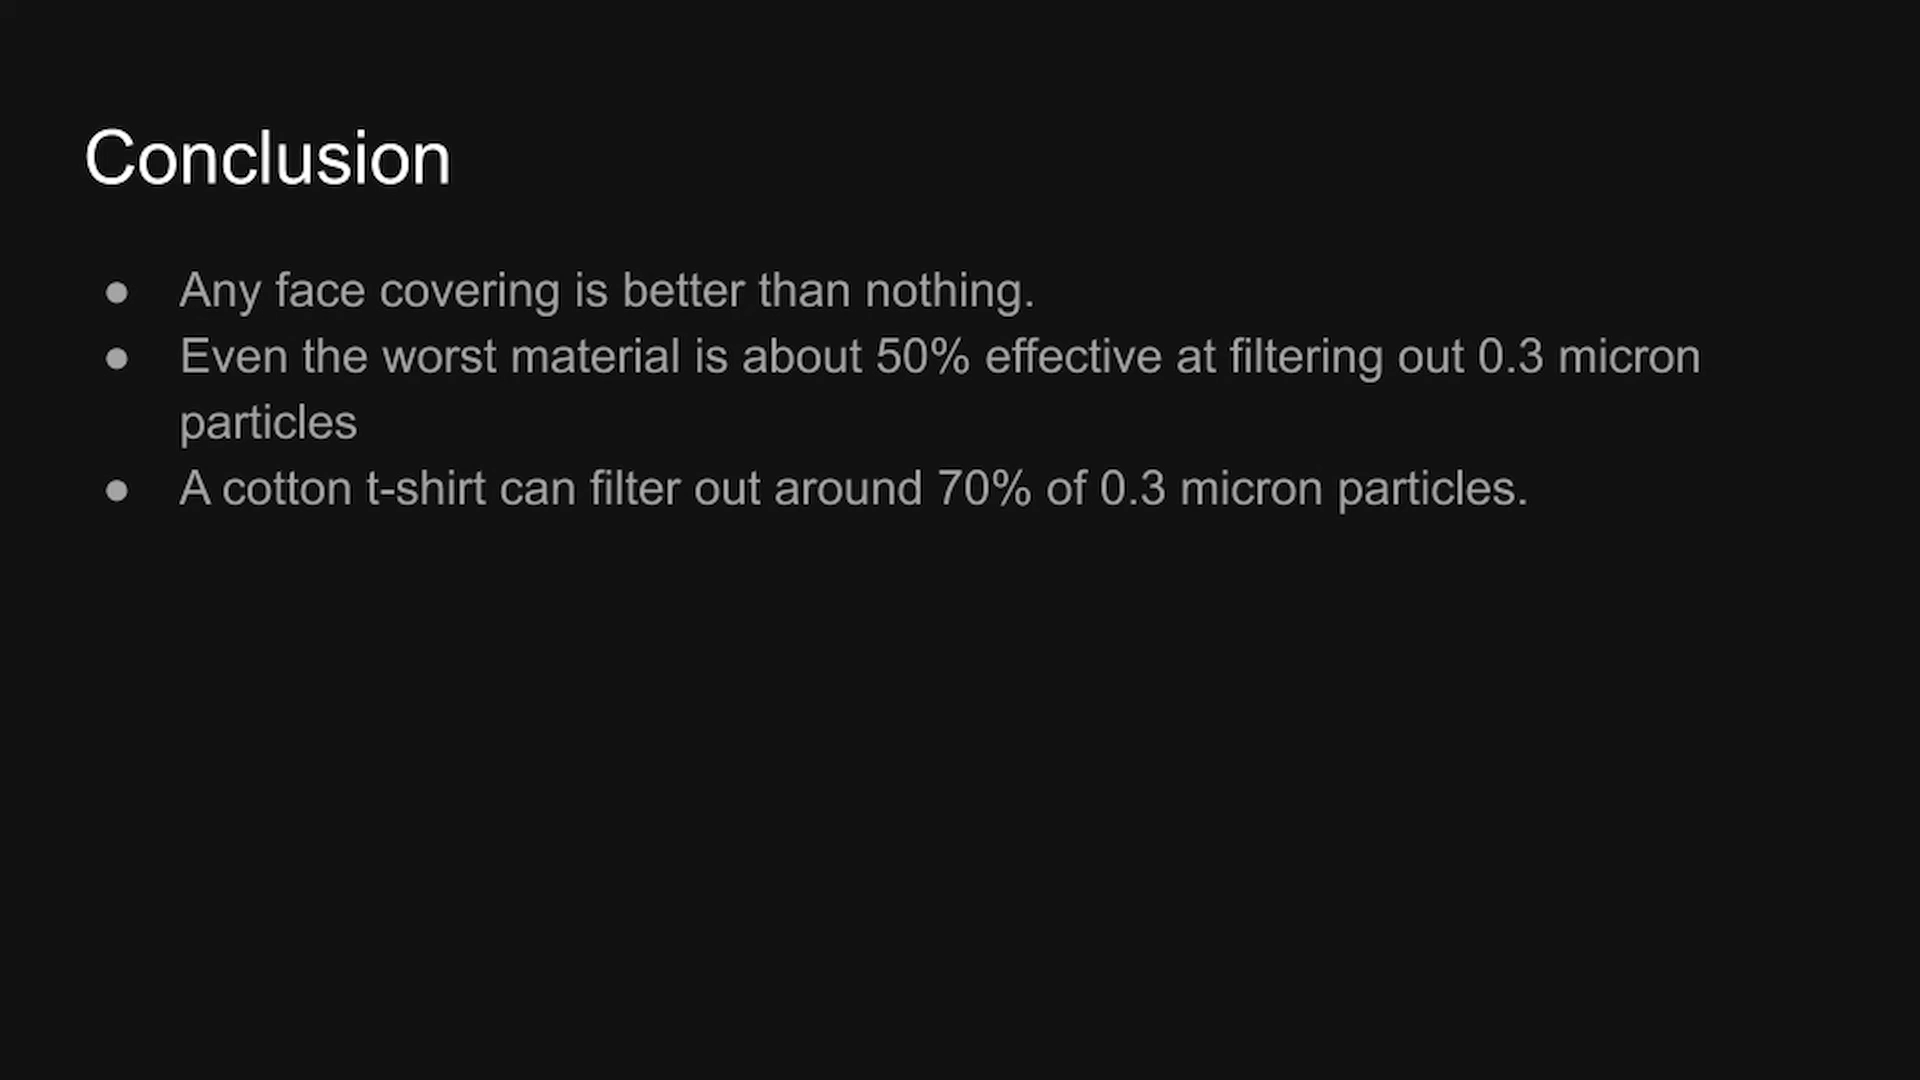 Conclusion
● Any face covering is better than nothing.
● Even the worst material is about 50% effective at filtering out 0.3 micron
particles
● A cotton t-shirt can filter out around 70% of 0.3 micron particles.